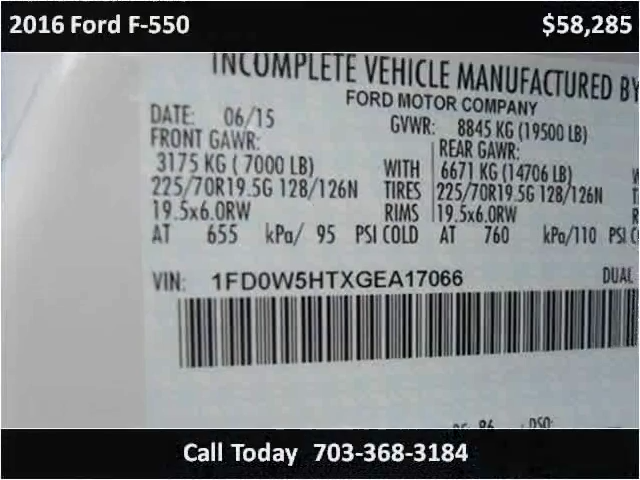 2016 Ford F-550 $58,285
INCOMPLETE VEHICLE MANUFACTURED BY
FORD MOTOR COMPANY
DATE: 06/15 GVWR: 8845 KG (19500 LB)
FRONT GAWR: REAR GAWR:
3175 KG ( 7000 LB) WITH 6671 KG (14706 LB)
225/70R19.5G 128/126N TIRES 225/70R19.5G 128/126N
19.5x6.0RW RIMS 19.5x6.0RW
AT 655 kPa/ 95 PSI COLD AT 760 kPa/110 PSI
VIN: 1FD0W5HTXGEA17066 DUAL
86 DSO:
Call Today 703-368-3184